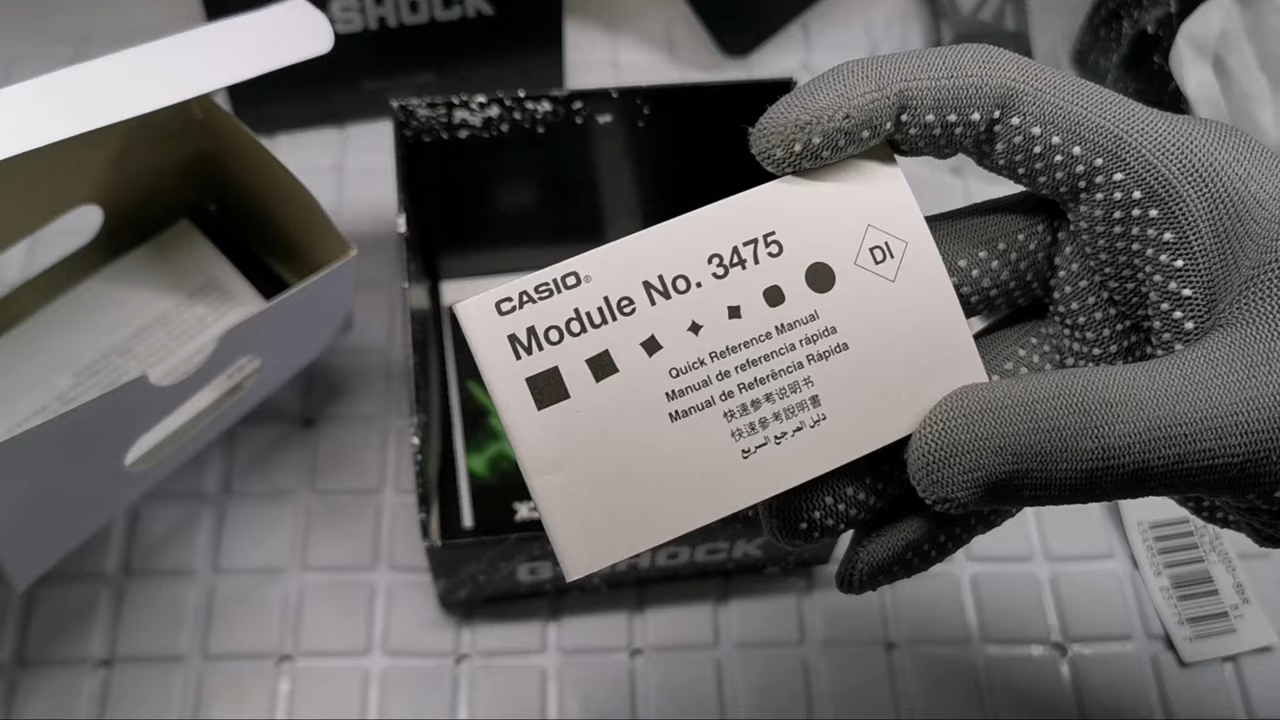 SHOCK
CASIO®
Module No. 3475
DI
Quick Reference Manual
Manual de referencia rápida
Manual de Referência Rápida
快速参考说明书
快速參考說明書
دليل المرجع السريع
G-SHOCK